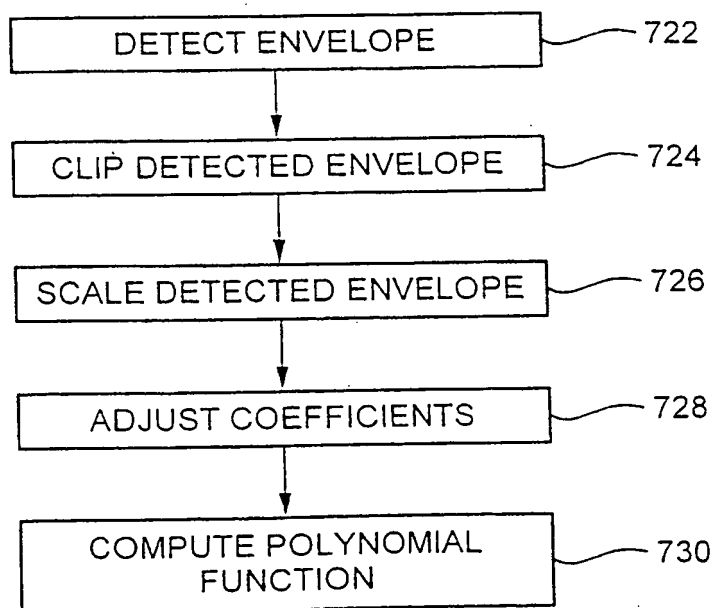 DETECT ENVELOPE 722
CLIP DETECTED ENVELOPE 724
SCALE DETECTED ENVELOPE 726
ADJUST COEFFICIENTS 728
COMPUTE POLYNOMIAL
FUNCTION 730